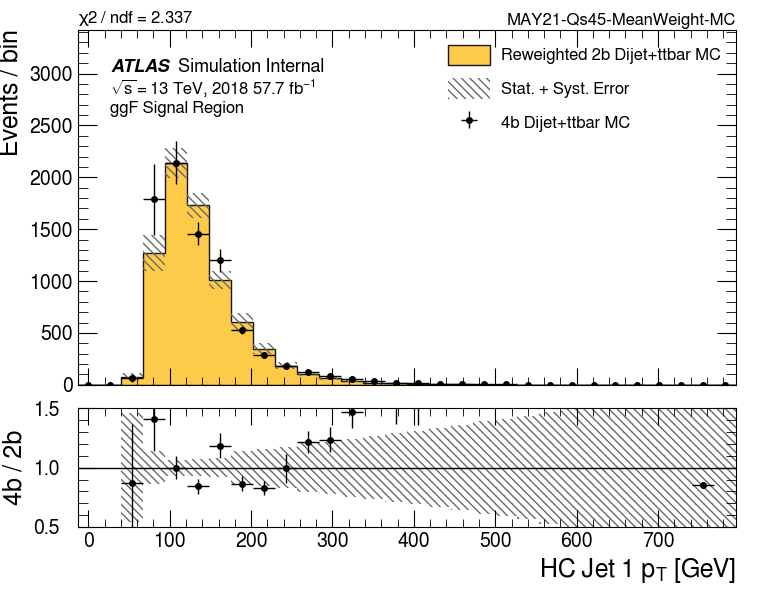 χ2 / ndf = 2.337
MAY21-Qs45-MeanWeight-MC
Events / bin
3000
2500
2000
1500
1000
500
0
ATLAS Simulation Internal
√s = 13 TeV, 2018 57.7 fb⁻¹
ggF Signal Region
Reweighted 2b Dijet+ttbar MC
Stat. + Syst. Error
4b Dijet+ttbar MC
4b / 2b
1.5
1.0
0.5
0 100 200 300 400 500 600 700
HC Jet 1 p_T [GeV]